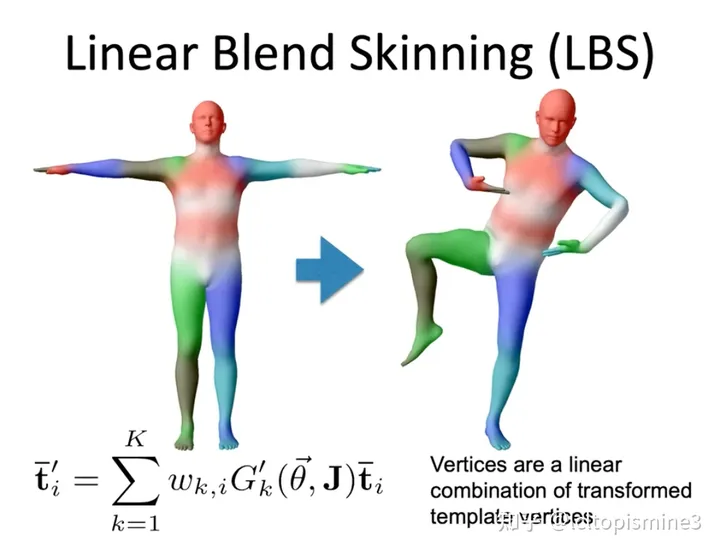 Linear Blend Skinning (LBS)
$\bar{\mathbf{t}}'_i = \sum_{k=1}^{K} w_{k,i} G'_k(\vec{\theta}, \mathbf{J}) \bar{\mathbf{t}}_i$
Vertices are a linear
combination of transformed
template vertices
知乎